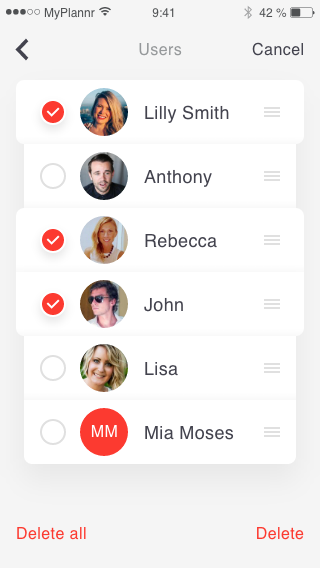 MyPlannr 9:41 42 %
Users Cancel
Lilly Smith
Anthony
Rebecca
John
Lisa
MM Mia Moses
Delete all Delete